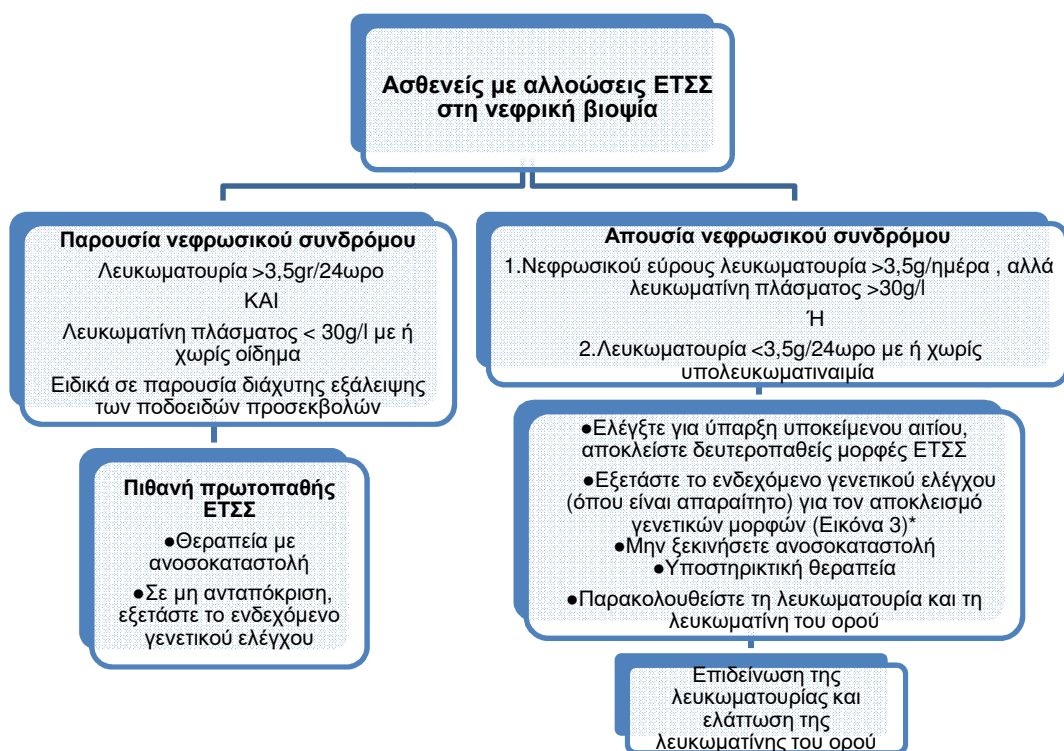 Ασθενείς με αλλοώσεις ΕΤΣΣ
στη νεφρική βιοψία
Παρουσία νεφρωσικού συνδρόμου
Λευκωματουρία >3,5gr/24ωρο
ΚΑΙ
Λευκωματίνη πλάσματος < 30g/l με ή
χωρίς οίδημα
Ειδικά σε παρουσία διάχυτης εξάλειψης
των ποδοειδών προσεκβολών
Πιθανή πρωτοπαθής
ΕΤΣΣ
●Θεραπεία με
ανοσοκαταστολή
●Σε μη ανταπόκριση,
εξετάστε το ενδεχόμενο
γενετικού ελέγχου
Απουσία νεφρωσικού συνδρόμου
1.Νεφρωσικού εύρους λευκωματουρία >3,5g/ημέρα , αλλά
λευκωματίνη πλάσματος >30g/l
Ή
2.Λευκωματουρία <3,5g/24ωρο με ή χωρίς
υπολευκωματιναιμία
●Ελέγξτε για ύπαρξη υποκείμενου αιτίου,
αποκλείστε δευτεροπαθείς μορφές ΕΤΣΣ
●Εξετάστε το ενδεχόμενο γενετικού ελέγχου
(όπου είναι απαραίτητο) για τον αποκλεισμό
γενετικών μορφών (Εικόνα 3)*
●Μην ξεκινήσετε ανοσοκαταστολή
●Υποστηρικτική θεραπεία
●Παρακολουθείστε τη λευκωματουρία και τη
λευκωματίνη του ορού
Επιδείνωση της
λευκωματουρίας και
ελάττωση της
λευκωματίνης του ορού